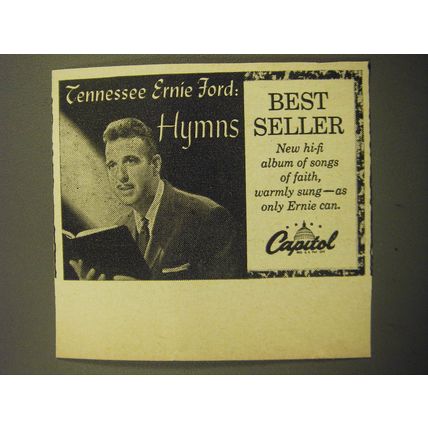 Tennessee Ernie Ford:
Hymns
BEST
SELLER
New hi-fi
album of songs
of faith,
warmly sung—as
only Ernie can.
Capitol